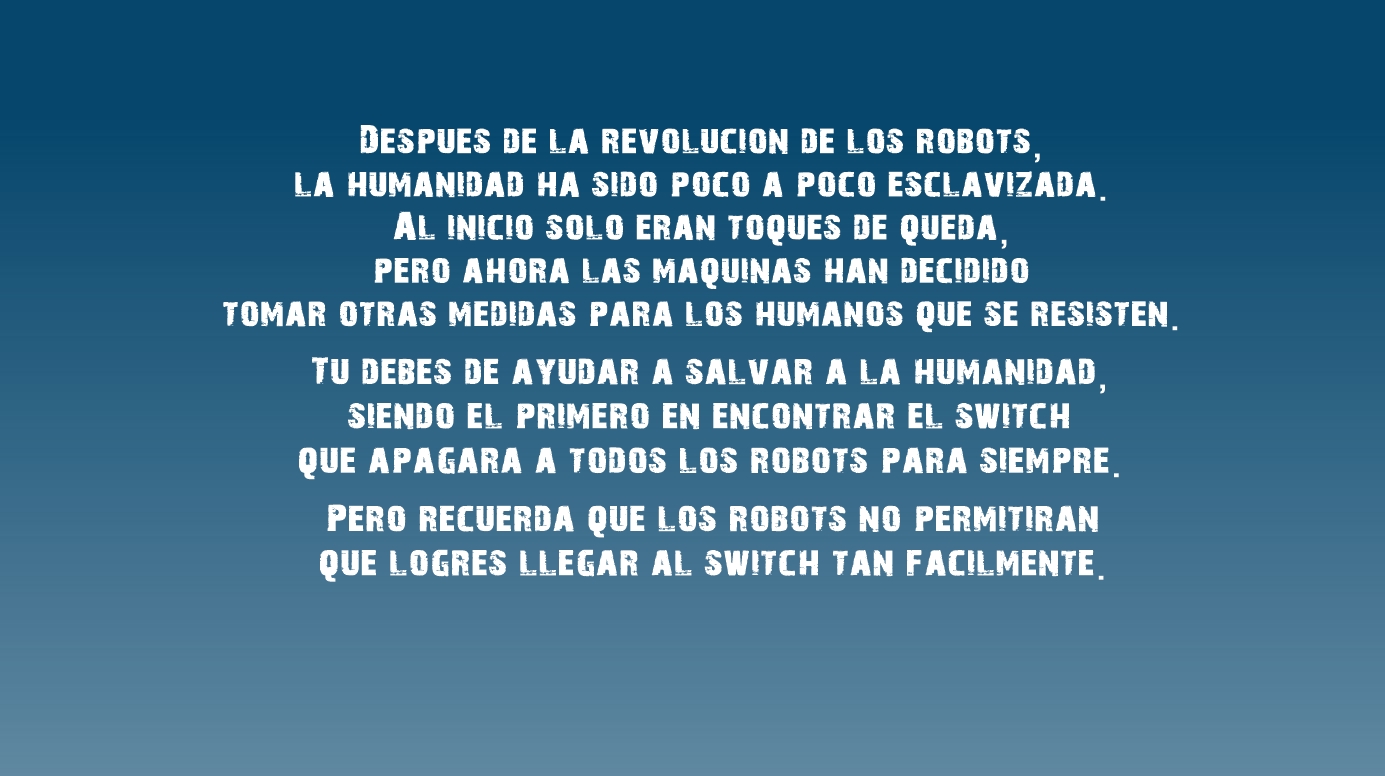 Despues de la revolucion de los robots,
la humanidad ha sido poco a poco esclavizada.
Al inicio solo eran toques de queda,
pero ahora las maquinas han decidido
tomar otras medidas para los humanos que se resisten.
Tu debes de ayudar a salvar a la humanidad,
siendo el primero en encontrar el switch
que apagara a todos los robots para siempre.
Pero recuerda que los robots no permitiran
que logres llegar al switch tan facilmente.